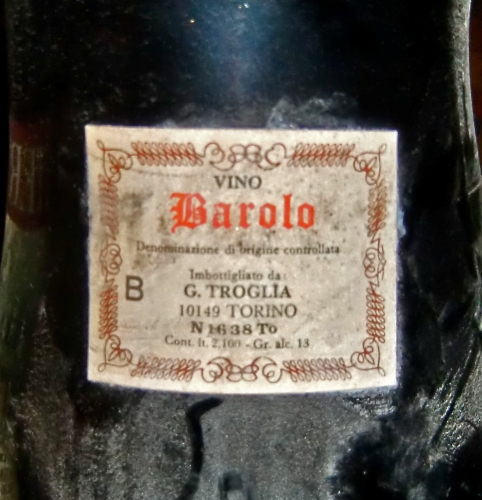 VINO
Barolo
Denominazione di origine controllata
Imbottigliato da:
B G. TROGLIA
10149 TORINO
N 1638 To
Cont. lt. 2,100 - Gr. alc. 13